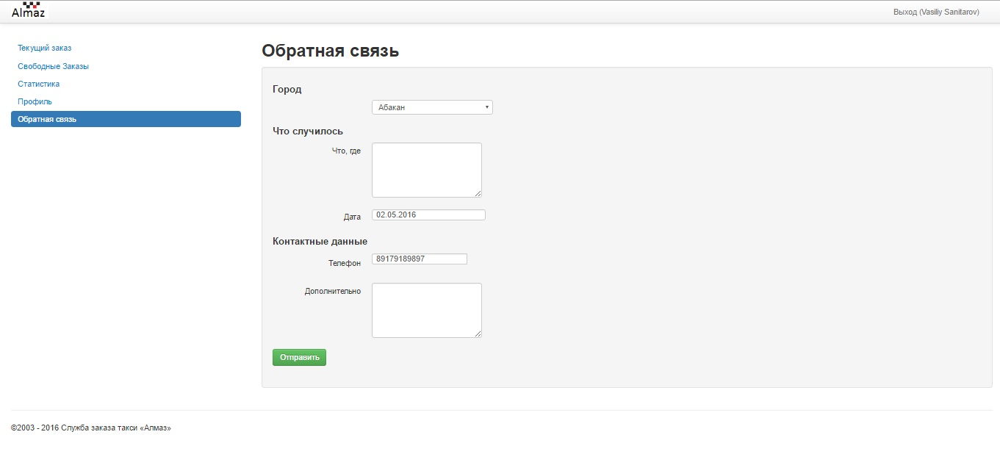 Almaz
Выход (Vasiliy Sanitarov)
Текущий заказ
Свободные Заказы
Статистика
Профиль
Обратная связь
Обратная связь
Город
Абакан
Что случилось
Что, где
Дата
02.05.2016
Контактные данные
Телефон
89179189897
Дополнительно
Отправить
©2003 - 2016 Служба заказа такси «Алмаз»